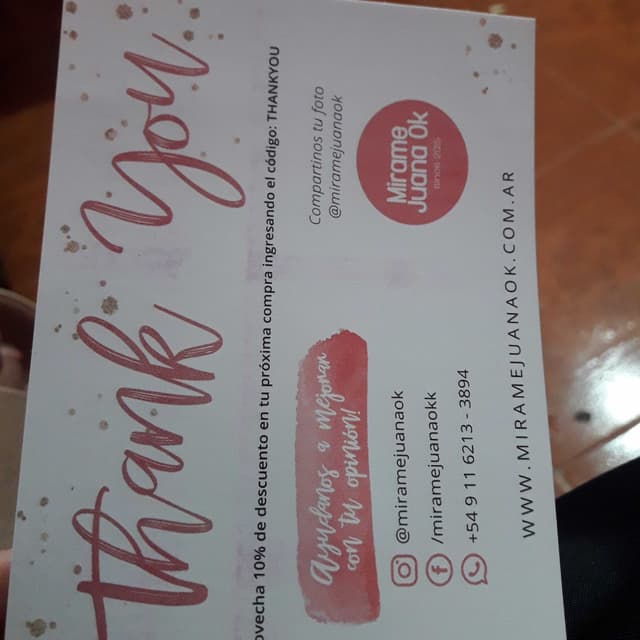 Thank You
ovecha 10% de descuento en tu próxima compra ingresando el código: THANKYOU
Ayudanos a mejorar
con tu opinión!
Compartinos tu foto
@miramejuanaok
Mirame
Juana Ok
@miramejuanaok
/miramejuanaokk
+54 9 11 6213 - 3894
WWW.MIRAMEJUANAOK.COM.AR